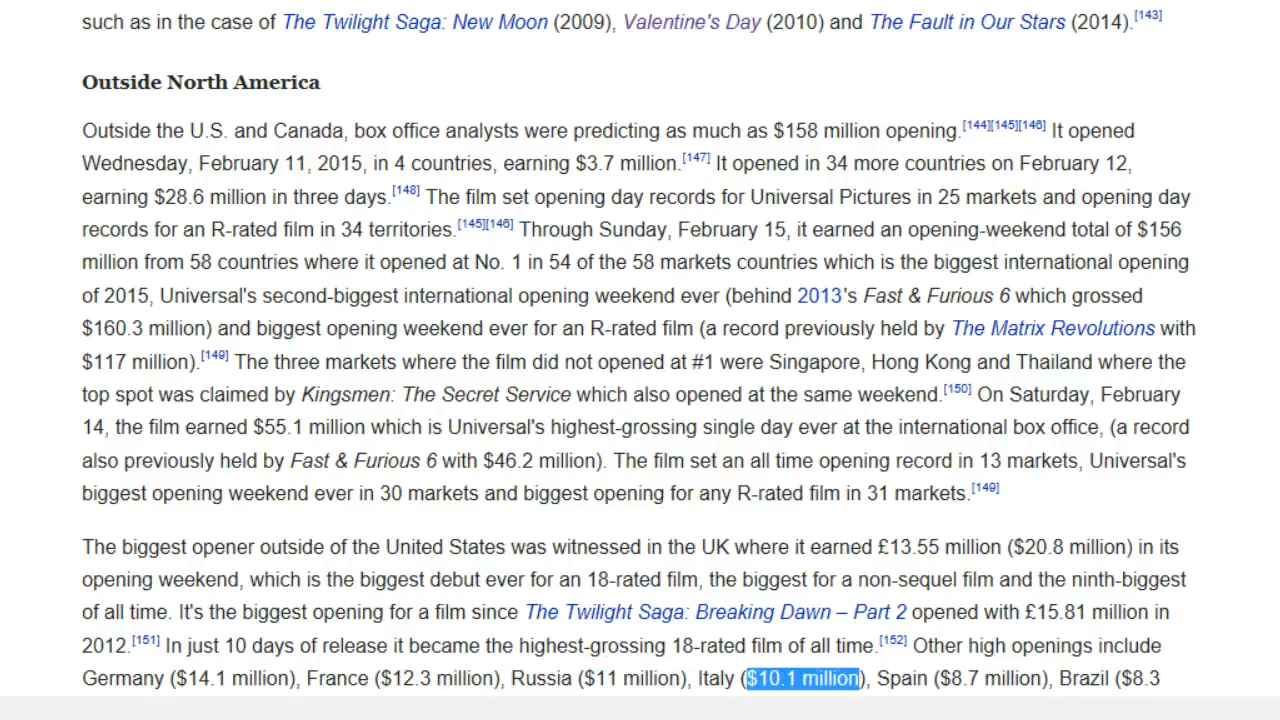 such as in the case of The Twilight Saga: New Moon (2009), Valentine's Day (2010) and The Fault in Our Stars (2014).[143]
Outside North America
Outside the U.S. and Canada, box office analysts were predicting as much as $158 million opening.[144][145][146] It opened
Wednesday, February 11, 2015, in 4 countries, earning $3.7 million.[147] It opened in 34 more countries on February 12,
earning $28.6 million in three days.[148] The film set opening day records for Universal Pictures in 25 markets and opening day
records for an R-rated film in 34 territories.[145][146] Through Sunday, February 15, it earned an opening-weekend total of $156
million from 58 countries where it opened at No. 1 in 54 of the 58 markets countries which is the biggest international opening
of 2015, Universal's second-biggest international opening weekend ever (behind 2013's Fast & Furious 6 which grossed
$160.3 million) and biggest opening weekend ever for an R-rated film (a record previously held by The Matrix Revolutions with
$117 million).[149] The three markets where the film did not opened at #1 were Singapore, Hong Kong and Thailand where the
top spot was claimed by Kingsmen: The Secret Service which also opened at the same weekend.[150] On Saturday, February
14, the film earned $55.1 million which is Universal's highest-grossing single day ever at the international box office, (a record
also previously held by Fast & Furious 6 with $46.2 million). The film set an all time opening record in 13 markets, Universal's
biggest opening weekend ever in 30 markets and biggest opening for any R-rated film in 31 markets.[149]
The biggest opener outside of the United States was witnessed in the UK where it earned £13.55 million ($20.8 million) in its
opening weekend, which is the biggest debut ever for an 18-rated film, the biggest for a non-sequel film and the ninth-biggest
of all time. It's the biggest opening for a film since The Twilight Saga: Breaking Dawn – Part 2 opened with £15.81 million in
2012.[151] In just 10 days of release it became the highest-grossing 18-rated film of all time.[152] Other high openings include
Germany ($14.1 million), France ($12.3 million), Russia ($11 million), Italy ($10.1 million), Spain ($8.7 million), Brazil ($8.3